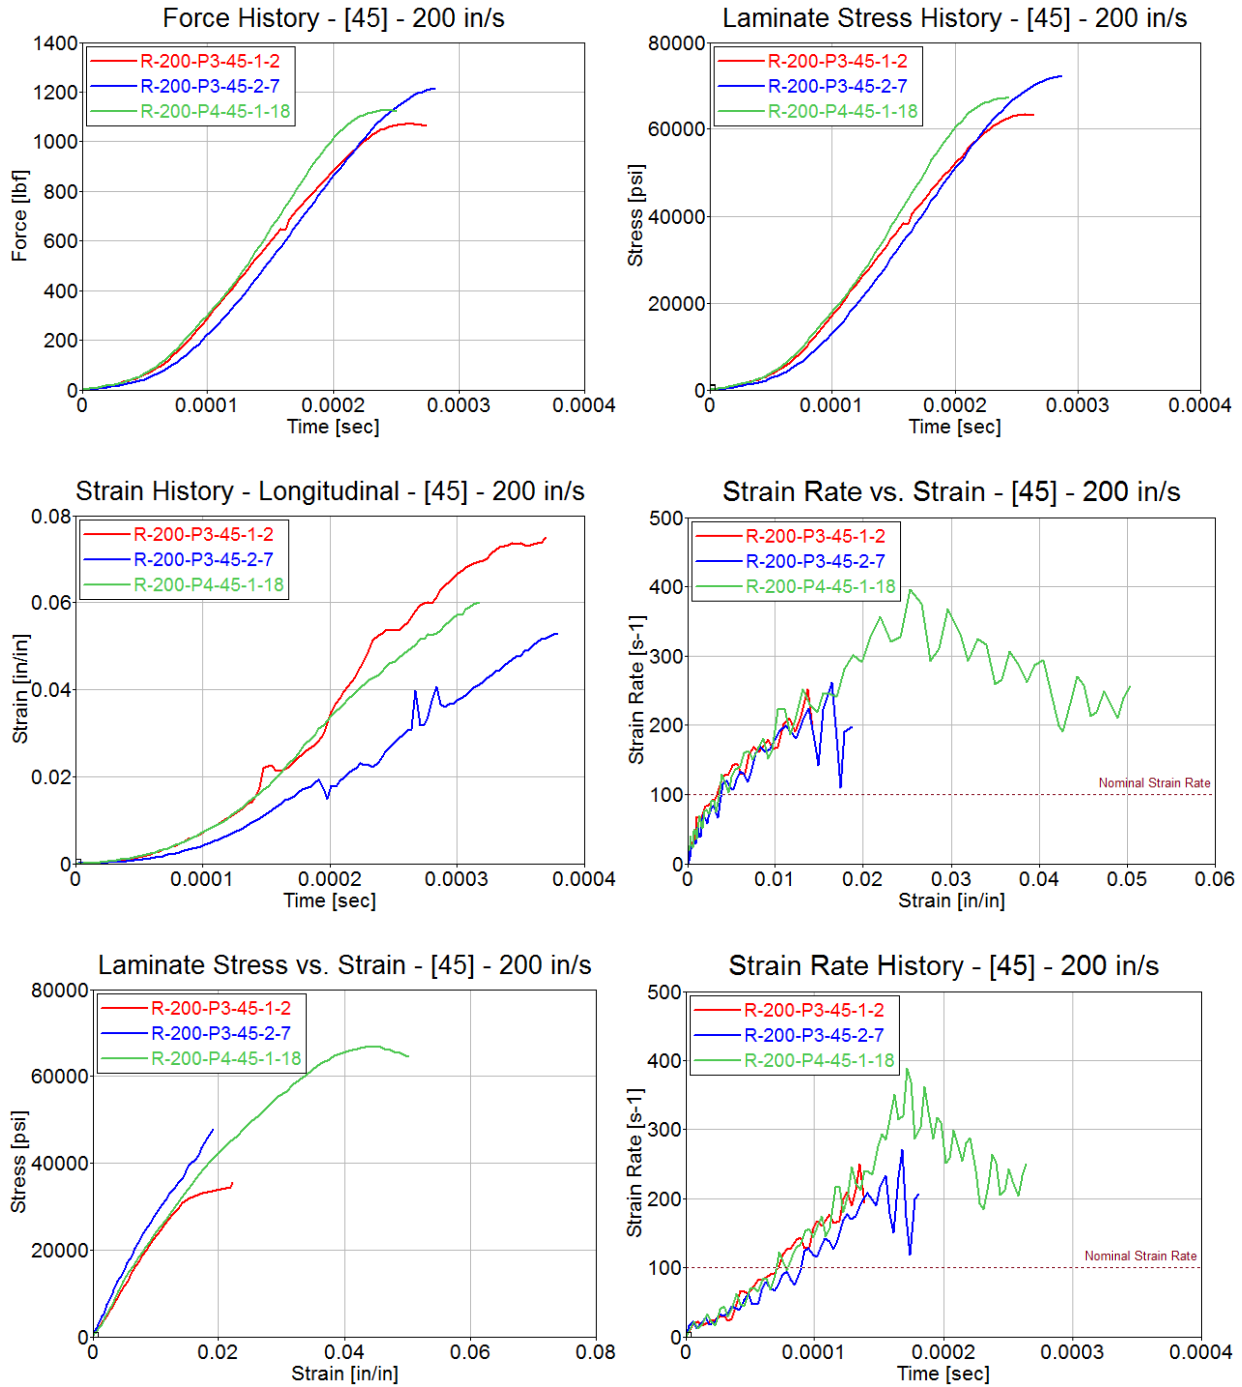 Force History - [45] - 200 in/s
1400
1200
1000
800
600
400
200
0
Force [lbf]
R-200-P3-45-1-2
R-200-P3-45-2-7
R-200-P4-45-1-18
0 0.0001 0.0002 0.0003 0.0004
Time [sec]
Laminate Stress History - [45] - 200 in/s
80000
60000
40000
20000
0
Stress [psi]
R-200-P3-45-1-2
R-200-P3-45-2-7
R-200-P4-45-1-18
0 0.0001 0.0002 0.0003 0.0004
Time [sec]
Strain History - Longitudinal - [45] - 200 in/s
0.08
0.06
0.04
0.02
0
Strain [in/in]
R-200-P3-45-1-2
R-200-P3-45-2-7
R-200-P4-45-1-18
0 0.0001 0.0002 0.0003 0.0004
Time [sec]
Strain Rate vs. Strain - [45] - 200 in/s
500
400
300
200
100
0
Strain Rate [s-1]
R-200-P3-45-1-2
R-200-P3-45-2-7
R-200-P4-45-1-18
Nominal Strain Rate
0 0.01 0.02 0.03 0.04 0.05 0.06
Strain [in/in]
Laminate Stress vs. Strain - [45] - 200 in/s
80000
60000
40000
20000
0
Stress [psi]
R-200-P3-45-1-2
R-200-P3-45-2-7
R-200-P4-45-1-18
0 0.02 0.04 0.06 0.08
Strain [in/in]
Strain Rate History - [45] - 200 in/s
500
400
300
200
100
0
Strain Rate [s-1]
R-200-P3-45-1-2
R-200-P3-45-2-7
R-200-P4-45-1-18
Nominal Strain Rate
0 0.0001 0.0002 0.0003 0.0004
Time [sec]